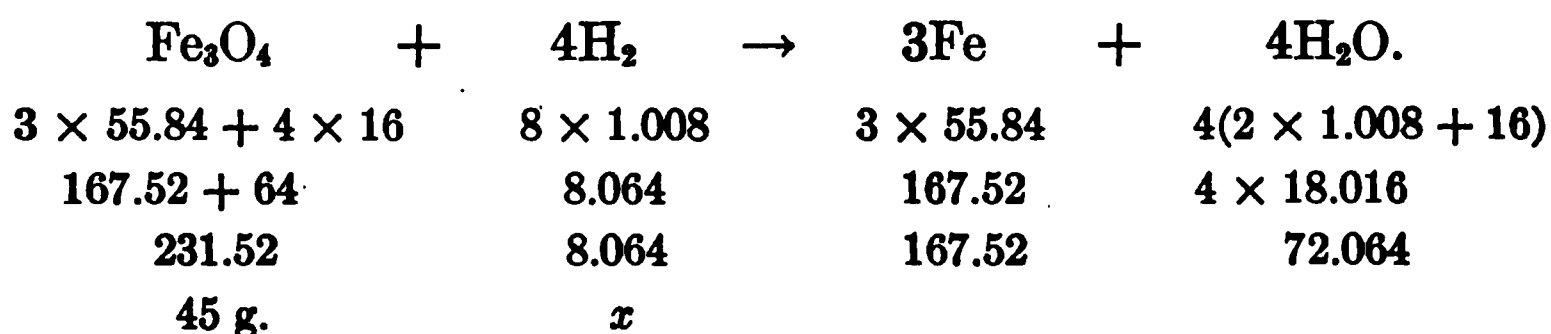 Fe₃O₄ + 4H₂ → 3Fe + 4H₂O.
3 × 55.84 + 4 × 16 8 × 1.008 3 × 55.84 4(2 × 1.008 + 16)
167.52 + 64 8.064 167.52 4 × 18.016
231.52 8.064 167.52 72.064
45 g. x